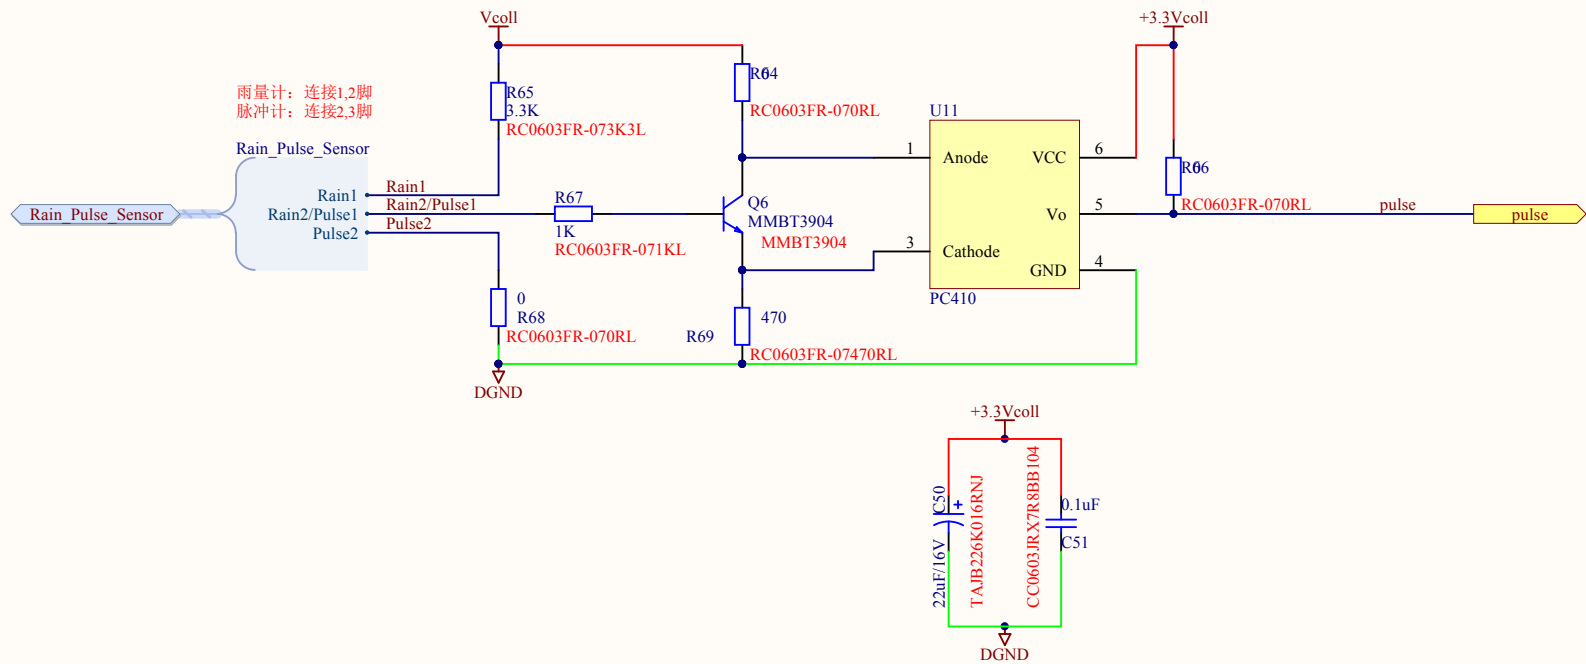 Vcoll
+3.3Vcoll
雨量计：连接1,2脚
脉冲计：连接2,3脚
R65
3.3K
RC0603FR-073K3L
R64
0
RC0603FR-070RL
U11
Rain_Pulse_Sensor
1
Anode
VCC
6
R66
0
RC0603FR-070RL
Rain1
Rain1
Rain_Pulse_Sensor
Rain2/Pulse1
Rain2/Pulse1
R67
1K
RC0603FR-071KL
Q6
MMBT3904
MMBT3904
Vo
5
pulse
pulse
Pulse2
Pulse2
3
Cathode
GND
4
PC410
0
R68
RC0603FR-070RL
470
R69
RC0603FR-07470RL
DGND
+3.3Vcoll
C50
+
22uF/16V
TAJB226K016RNJ
CC0603JRX7R8BB104
0.1uF
C51
DGND